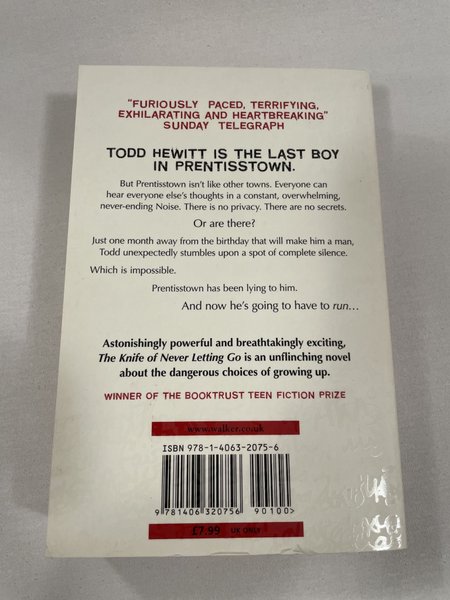 "FURIOUSLY PACED, TERRIFYING,
EXHILARATING AND HEARTBREAKING"
SUNDAY TELEGRAPH
TODD HEWITT IS THE LAST BOY
IN PRENTISSTOWN.
But Prentisstown isn't like other towns. Everyone can
hear everyone else's thoughts in a constant, overwhelming,
never-ending Noise. There is no privacy. There are no secrets.
Or are there?
Just one month away from the birthday that will make him a man,
Todd unexpectedly stumbles upon a spot of complete silence.
Which is impossible.
Prentisstown has been lying to him.
And now he's going to have to run...
Astonishingly powerful and breathtakingly exciting,
The Knife of Never Letting Go is an unflinching novel
about the dangerous choices of growing up.
WINNER OF THE BOOKTRUST TEEN FICTION PRIZE
www.walker.co.uk
ISBN 978-1-4063-2075-6
9 781406 320756 90100>
£7.99 UK ONLY